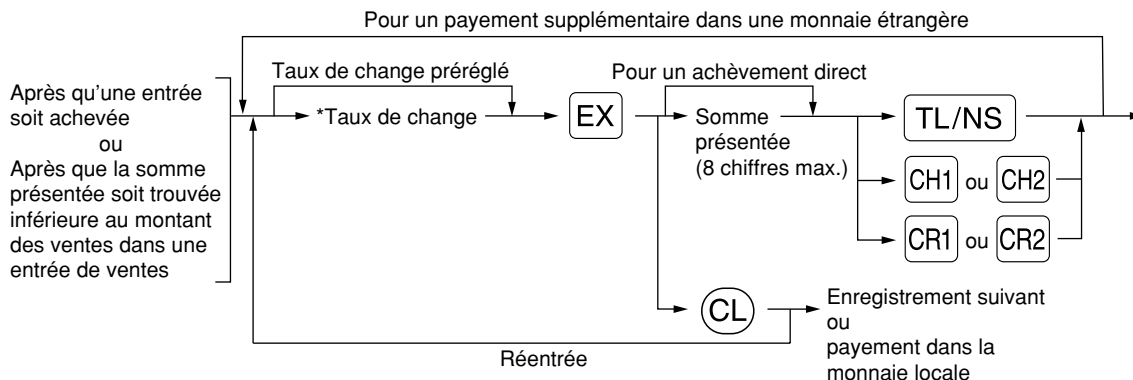 Pour un payement supplémentaire dans une monnaie étrangère
Taux de change préréglé
Pour un achèvement direct
Après qu'une entrée
soit achevée
ou
Après que la somme
présentée soit trouvée
inférieure au montant
des ventes dans une
entrée de ventes
*Taux de change
EX
Somme
présentée
(8 chiffres max.)
TL/NS
CH1 ou CH2
CR1 ou CR2
CL
Enregistrement suivant
ou
payement dans la
monnaie locale
Réentrée